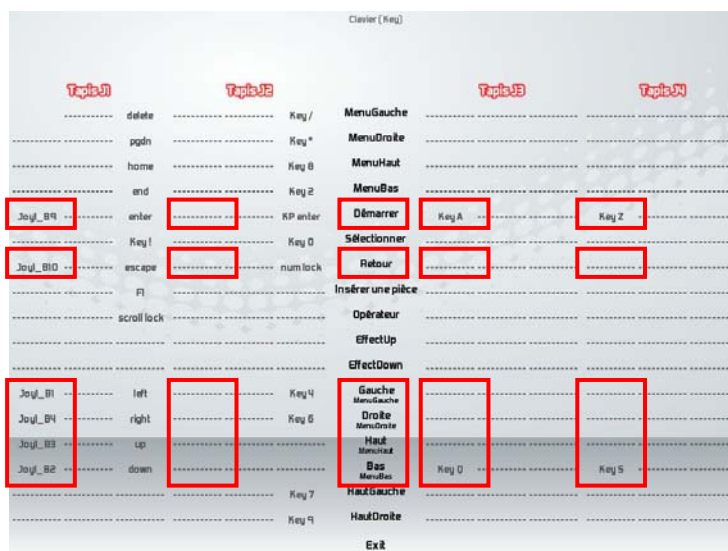 Clavier (Key)
Tapis J1 Tapis J2 Tapis J3 Tapis J4
delete Key / MenuGauche
pgdn Key * MenuDroite
home Key 8 MenuHaut
end Key 2 MenuBas
Joy1_B9 enter KP enter Démarrer Key A Key Z
Key ! Key 0 Sélectionner
Joy1_B10 escape num lock Retour
F1 Insérer une pièce
scroll lock Opérateur
EffectUp
EffectDown
Joy1_B1 left Key 4 Gauche
MenuGauche
Joy1_B4 right Key 6 Droite
MenuDroite
Joy1_B3 up Haut
MenuHaut
Joy1_B2 down Bas Key Q Key S
MenuBas
Key 7 HautGauche
Key 9 HautDroite
Exit